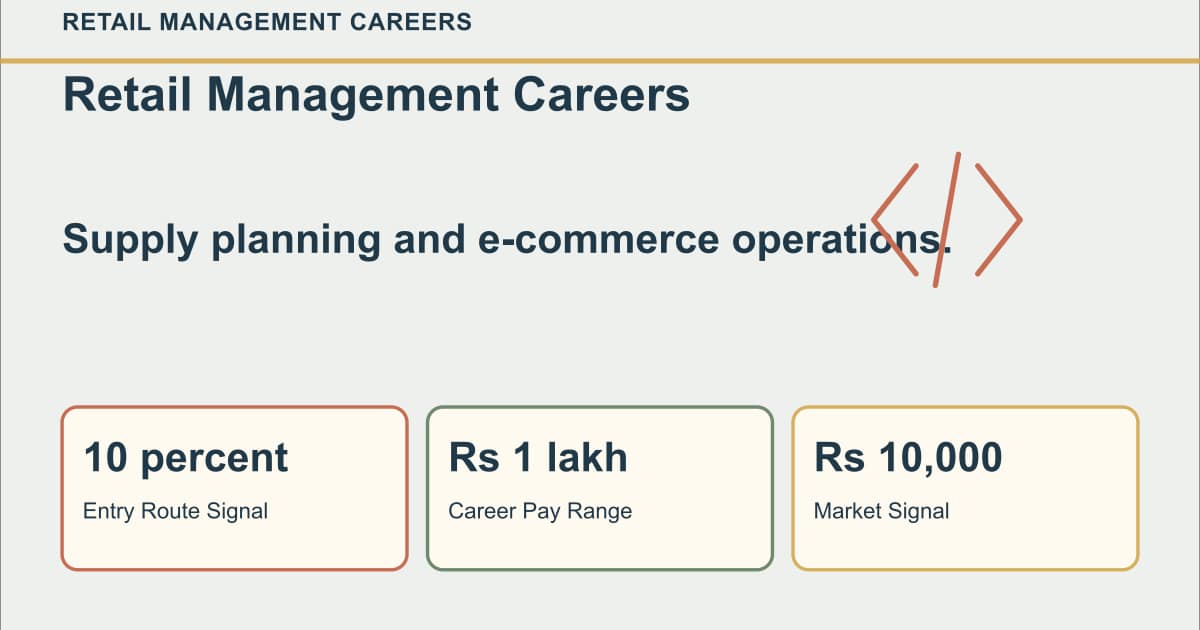 RETAIL MANAGEMENT CAREERS
Retail Management Careers
Supply planning and e-commerce operations.
10 percent
Entry Route Signal
Rs 1 lakh
Career Pay Range
Rs 10,000
Market Signal